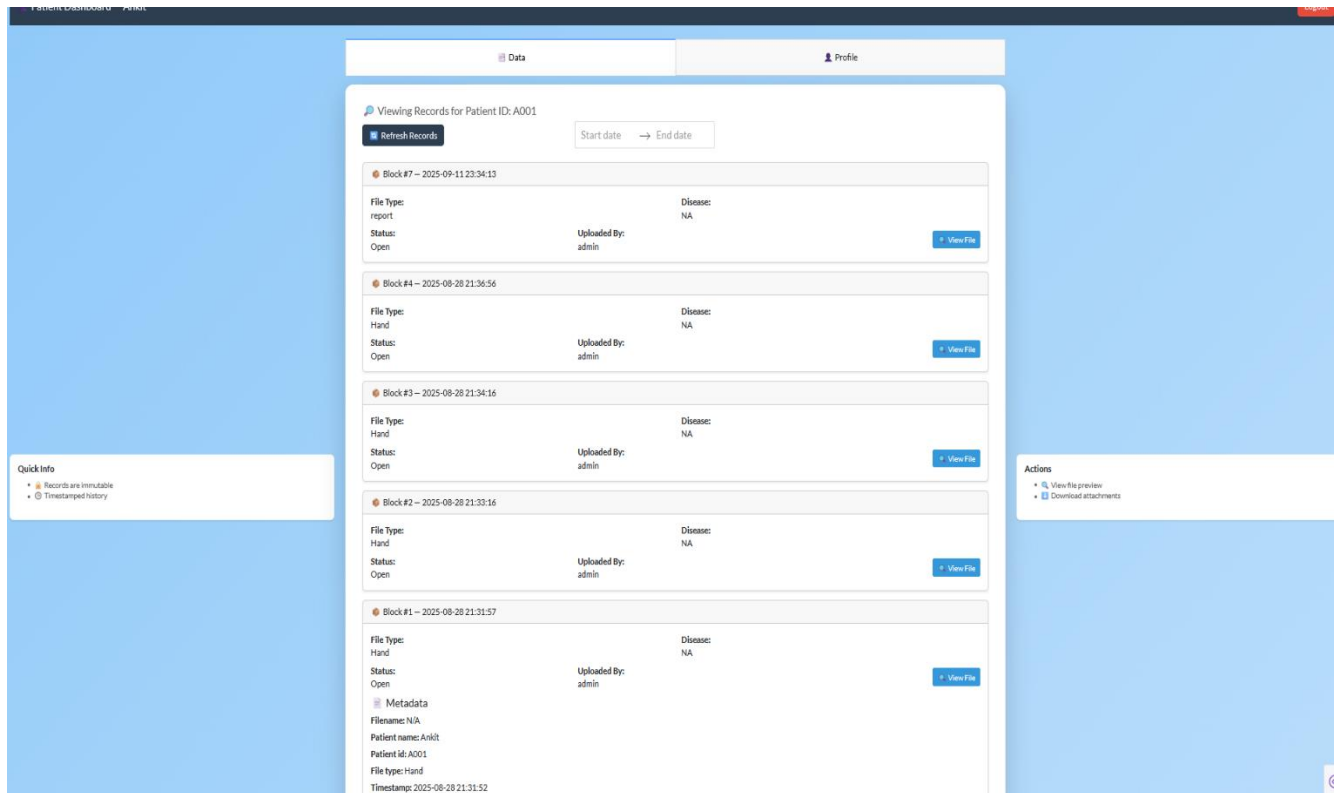 Patient Dashboard Ankit
Logout
Data
Profile
Viewing Records for Patient ID: A001
Refresh Records
Start date → End date
Block #7 — 2025-09-11 23:34:13
File Type:
report
Disease:
NA
Status:
Open
Uploaded By:
admin
View File
Block #4 — 2025-08-28 21:36:56
File Type:
Hand
Disease:
NA
Status:
Open
Uploaded By:
admin
View File
Block #3 — 2025-08-28 21:34:16
File Type:
Hand
Disease:
NA
Status:
Open
Uploaded By:
admin
View File
Quick Info
Records are immutable
Timestamped history
Actions
View file preview
Download attachments
Block #2 — 2025-08-28 21:33:16
File Type:
Hand
Disease:
NA
Status:
Open
Uploaded By:
admin
View File
Block #1 — 2025-08-28 21:31:57
File Type:
Hand
Disease:
NA
Status:
Open
Uploaded By:
admin
View File
Metadata
Filename: N/A
Patient name: Ankit
Patient id: A001
File type: Hand
Timestamp: 2025-08-28 21:31:52